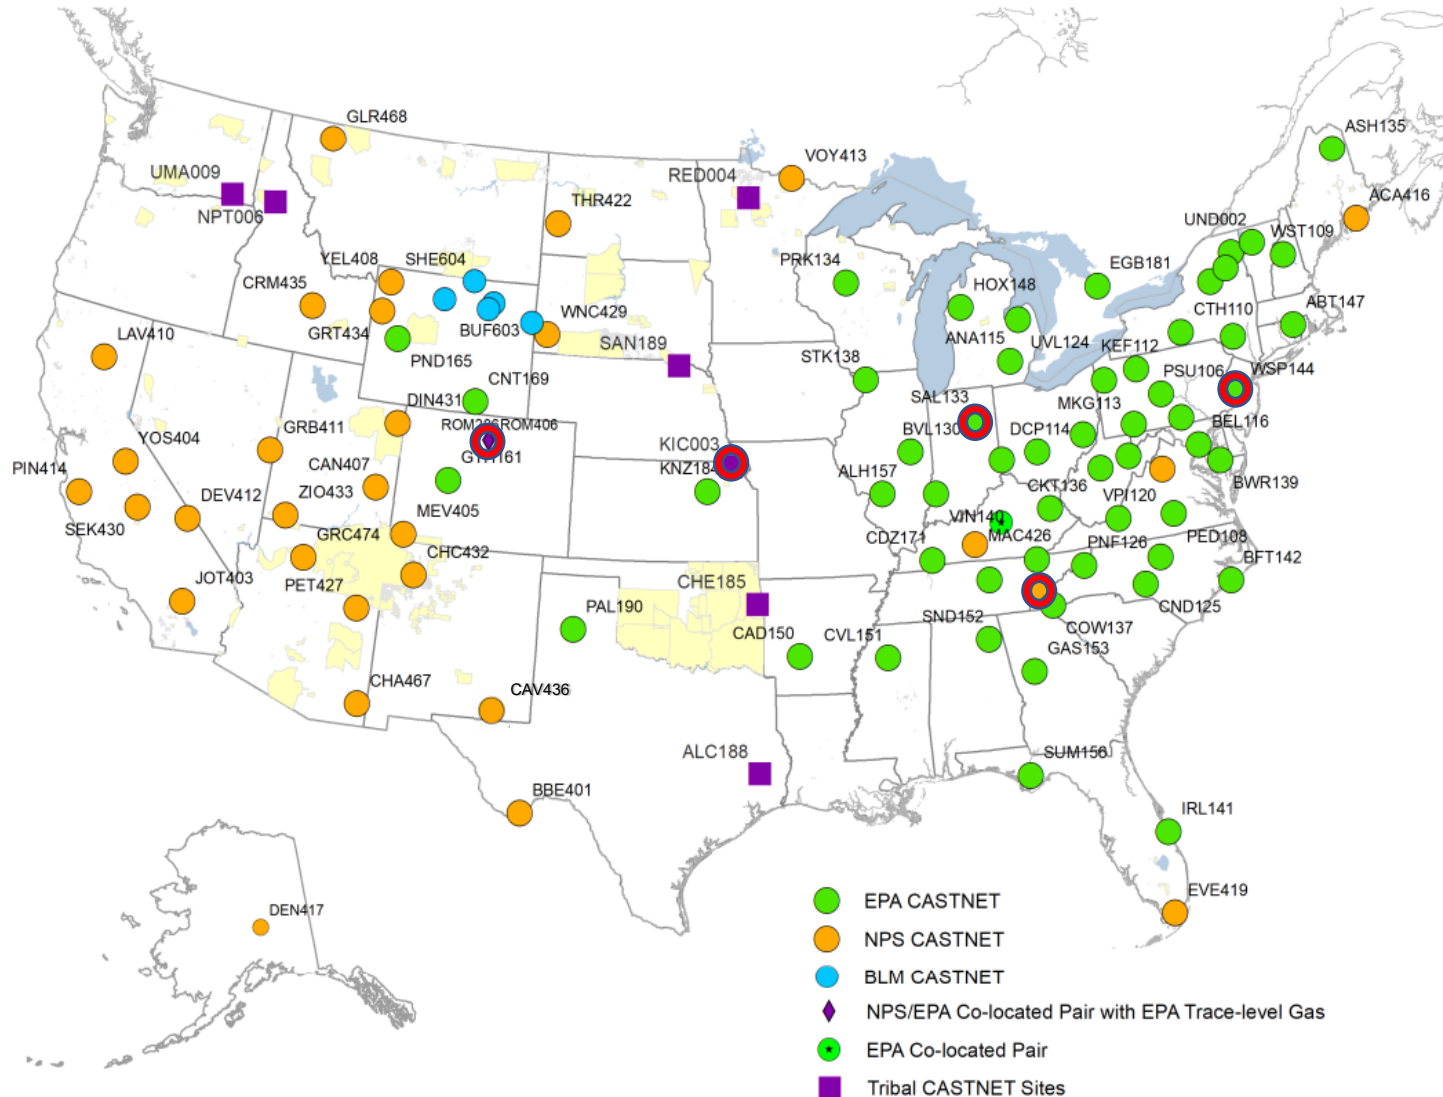 GLR468
ASH135
VOY413
UMA009
RED004
ACA416
NPT006
THR422
UND002
WST109
YEL408
SHE604
PRK134
EGB181
CRM435
HOX148
ABT147
LAV410
GRT434
BUF603
WNC429
CTH110
SAN189
ANA115
UVL124
PND165
STK138
KEF112
CNT169
PSU106
WSP144
DIN431
SAL133
MKG113
ROM206ROM406
BEL116
GRB411
BVL130
DCP114
YOS404
KIC003
GTH161
PIN414
CAN407
KNZ184
ALH157
BWR139
DEV412
ZIO433
CKT136
MEV405
VPI120
SEK430
VIN140
GRC474
CDZ171
MAC426
PNF126
PED108
CHC432
BFT142
JOT403
PET427
CHE185
PAL190
CND125
SND152
CAD150
CVL151
COW137
GAS153
CHA467
CAV436
ALC188
SUM156
BBE401
IRL141
EVE419
EPA CASTNET
DEN417
NPS CASTNET
BLM CASTNET
NPS/EPA Co-located Pair with EPA Trace-level Gas
EPA Co-located Pair
Tribal CASTNET Sites